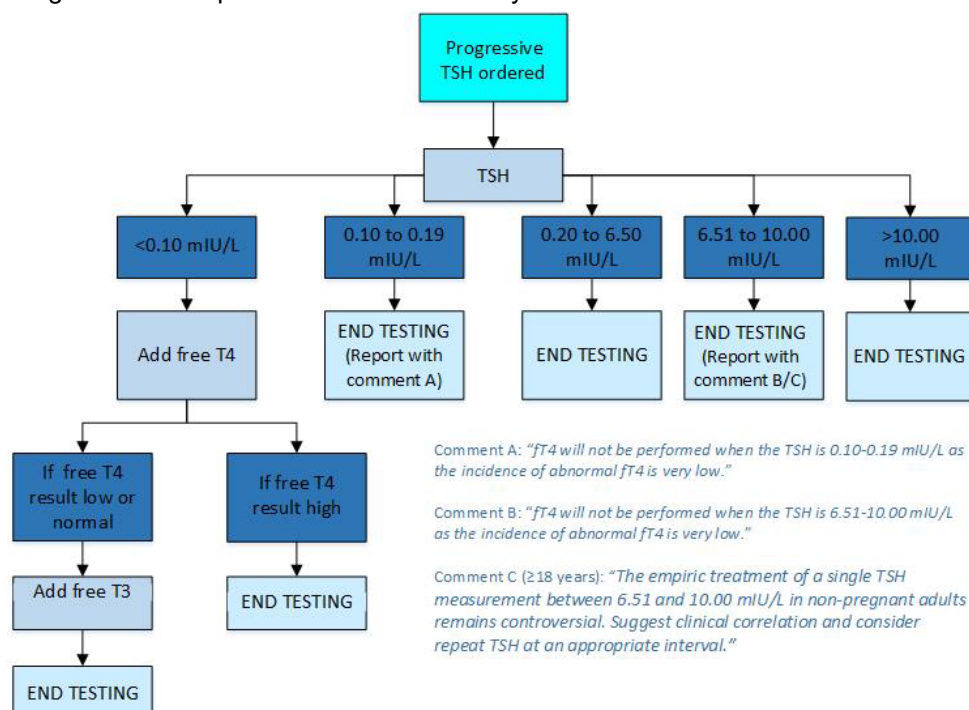 Progressive
TSH ordered
TSH
<0.10 mIU/L
0.10 to 0.19
mIU/L
0.20 to 6.50
mIU/L
6.51 to 10.00
mIU/L
>10.00
mIU/L
Add free T4
END TESTING
(Report with
comment A)
END TESTING
END TESTING
(Report with
comment B/C)
END TESTING
If free T4
result low or
normal
If free T4
result high
Add free T3
END TESTING
END TESTING
Comment A: “fT4 will not be performed when the TSH is 0.10-0.19 mIU/L as
the incidence of abnormal fT4 is very low.”
Comment B: “fT4 will not be performed when the TSH is 6.51-10.00 mIU/L
as the incidence of abnormal fT4 is very low.”
Comment C (≥18 years): “The empiric treatment of a single TSH
measurement between 6.51 and 10.00 mIU/L in non-pregnant adults
remains controversial. Suggest clinical correlation and consider
repeat TSH at an appropriate interval.”